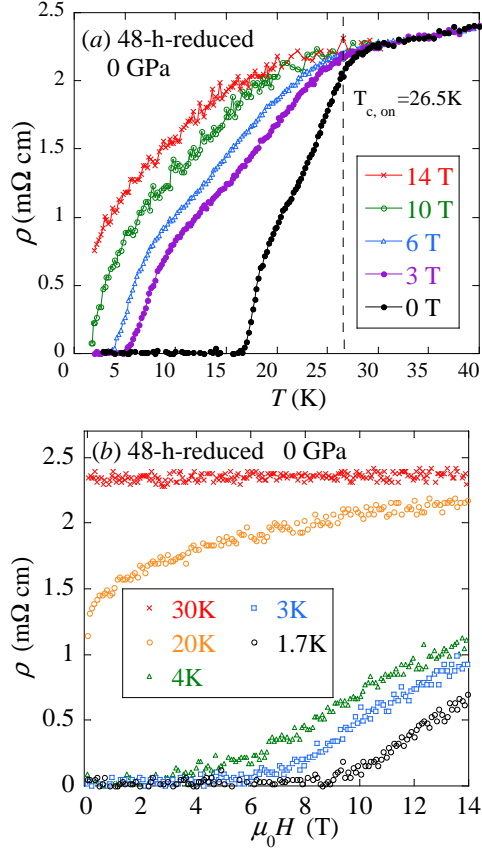 (a) 48-h-reduced
0 GPa
T_{c, on} =26.5K
14 T
10 T
6 T
3 T
0 T
ρ (mΩ cm)
2.5
2
1.5
1
0.5
0
0 5 10 15 20 25 30 35 40
T (K)
(b) 48-h-reduced 0 GPa
30K 3K
20K 1.7K
4K
ρ (mΩ cm)
2.5
2
1.5
1
0.5
0
0 2 4 6 8 10 12 14
μ₀H (T)